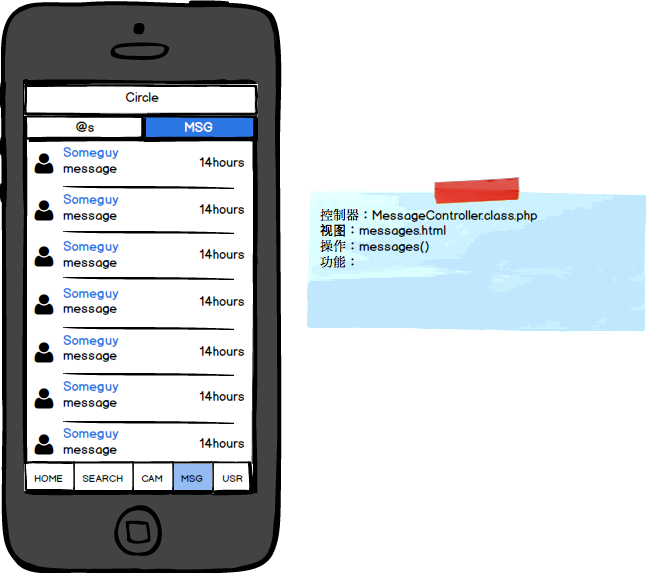 Circle
@s
MSG
Someguy
message
14hours
Someguy
message
14hours
Someguy
message
14hours
Someguy
message
14hours
Someguy
message
14hours
Someguy
message
14hours
Someguy
message
14hours
HOME
SEARCH
CAM
MSG
USR
控制器：MessageController.class.php
视图：messages.html
操作：messages()
功能：